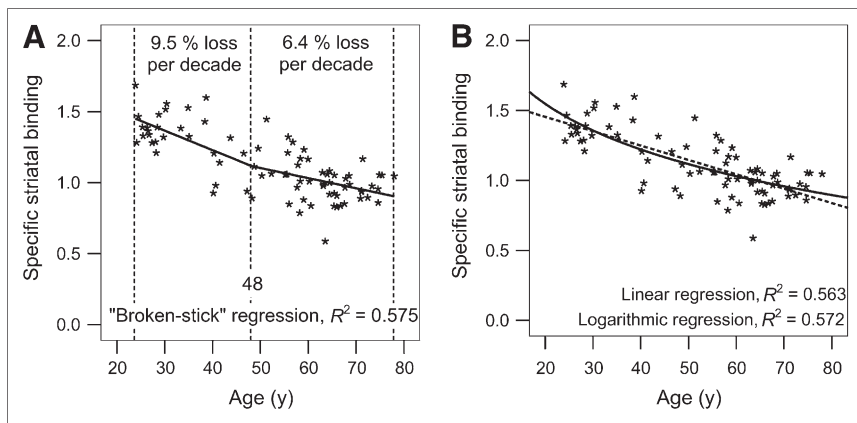 A
9.5 % loss
per decade
6.4 % loss
per decade
2.0
1.5
1.0
0.5
0.0
Specific striatal binding
48
"Broken-stick" regression, R² = 0.575
20 30 40 50 60 70 80
Age (y)
B
2.0
1.5
1.0
0.5
0.0
Specific striatal binding
Linear regression, R² = 0.563
Logarithmic regression, R² = 0.572
20 30 40 50 60 70 80
Age (y)